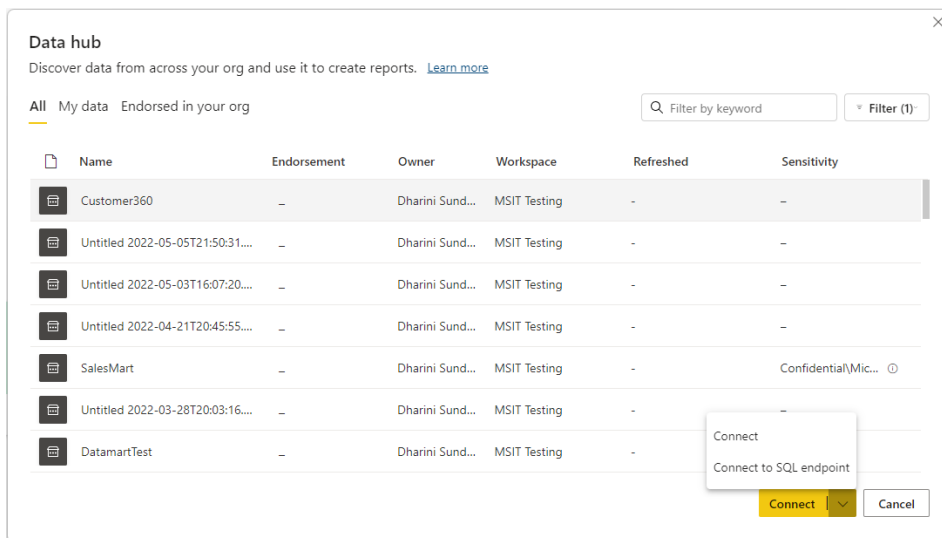 Data hub
Discover data from across your org and use it to create reports. Learn more
All My data Endorsed in your org
Filter by keyword
Filter (1)
Name Endorsement Owner Workspace Refreshed Sensitivity
Customer360 – Dharini Sund... MSIT Testing - –
Untitled 2022-05-05T21:50:31.... – Dharini Sund... MSIT Testing - –
Untitled 2022-05-03T16:07:20.... – Dharini Sund... MSIT Testing - –
Untitled 2022-04-21T20:45:55.... – Dharini Sund... MSIT Testing - –
SalesMart – Dharini Sund... MSIT Testing - Confidential\Mic...
Untitled 2022-03-28T20:03:16.... – Dharini Sund... MSIT Testing - –
DatamartTest – Dharini Sund... MSIT Testing -
Connect
Connect to SQL endpoint
Connect Cancel